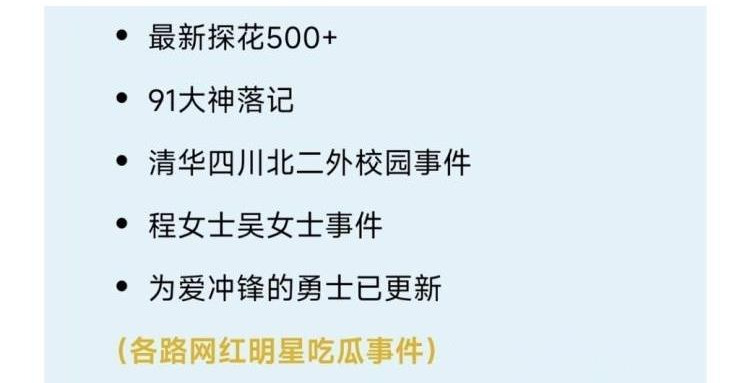 • 最新探花500+
• 91大神落记
• 清华四川北二外校园事件
• 程女士吴女士事件
• 为爱冲锋的勇士已更新
(各路网红明星吃瓜事件)